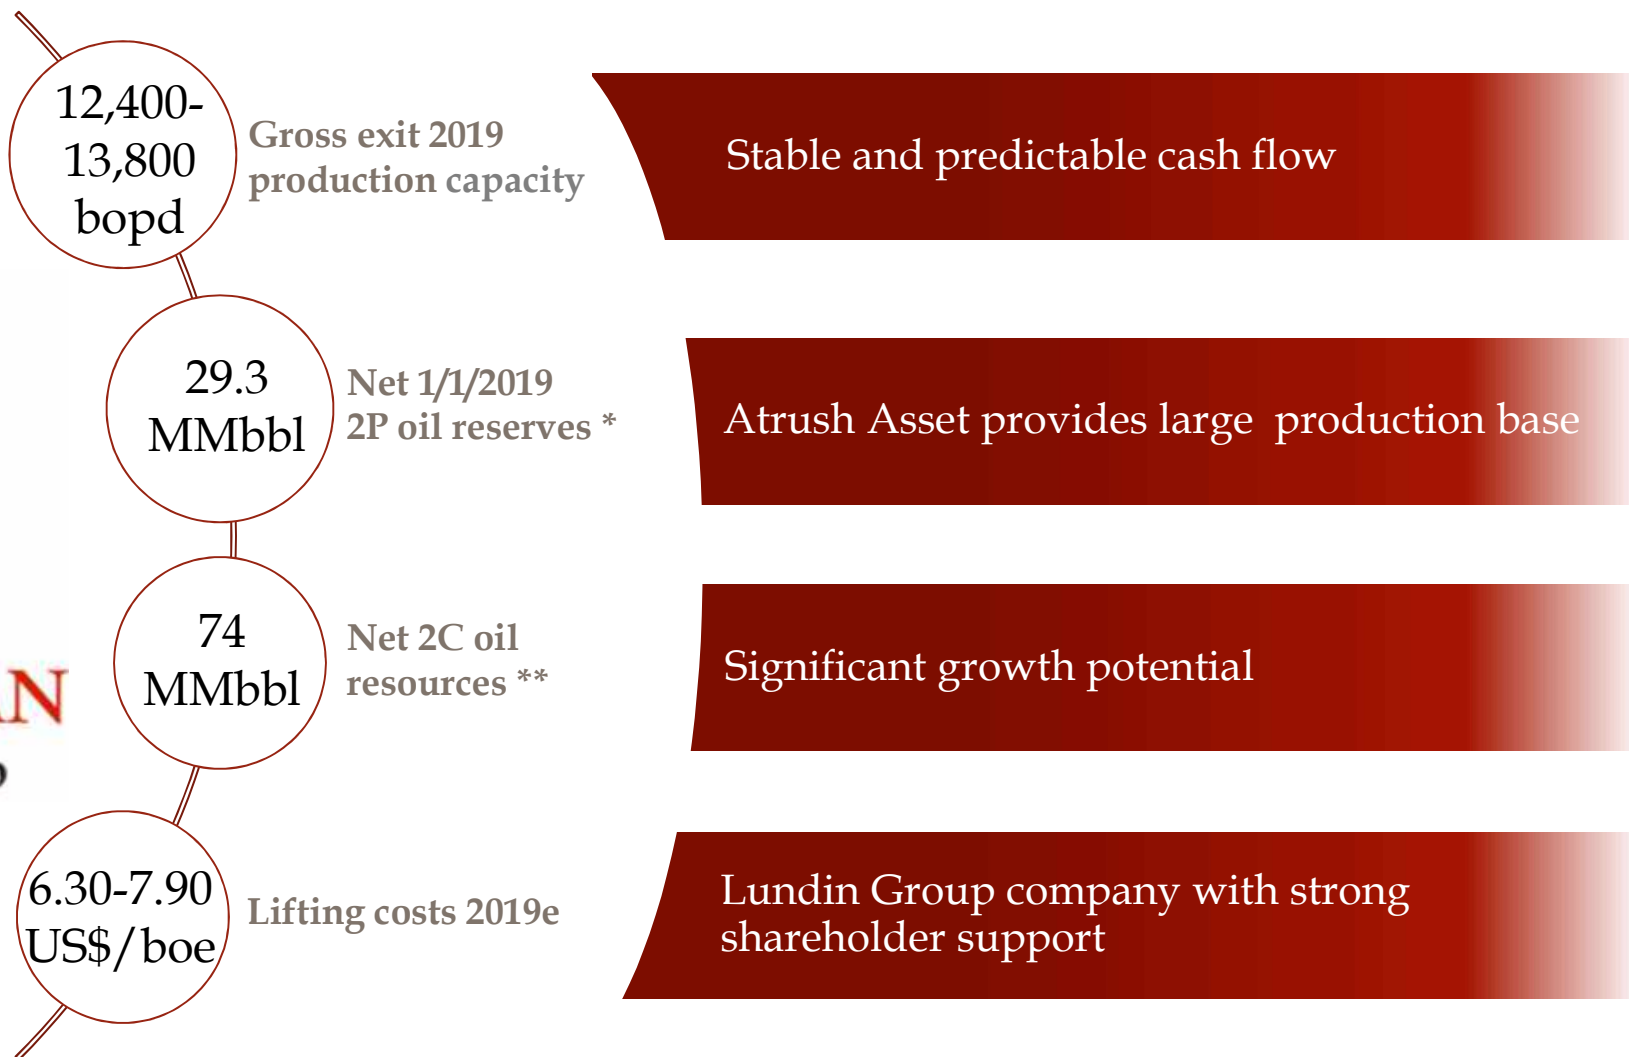 12,400-
13,800
bopd
Gross exit 2019
production capacity
Stable and predictable cash flow
29.3
MMbbl
Net 1/1/2019
2P oil reserves *
Atrush Asset provides large  production base
74
MMbbl
Net 2C oil
resources **
Significant growth potential
AN
6.30-7.90
US$/boe
Lifting costs 2019e
Lundin Group company with strong
shareholder support